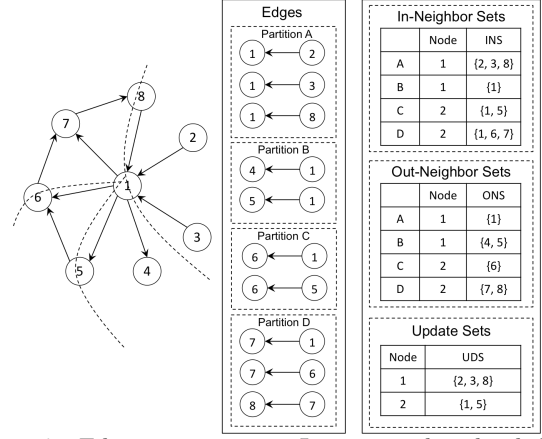 8
7
2
1
6
3
5
4
Edges
Partition A
1 2
1 3
1 8
Partition B
4 1
5 1
Partition C
6 1
6 5
Partition D
7 1
7 6
8 7
In-Neighbor Sets
Node INS
A 1 {2, 3, 8}
B 1 {1}
C 2 {1, 5}
D 2 {1, 6, 7}
Out-Neighbor Sets
Node ONS
A 1 {1}
B 1 {4, 5}
C 2 {6}
D 2 {7, 8}
Update Sets
Node UDS
1 {2, 3, 8}
2 {1, 5}